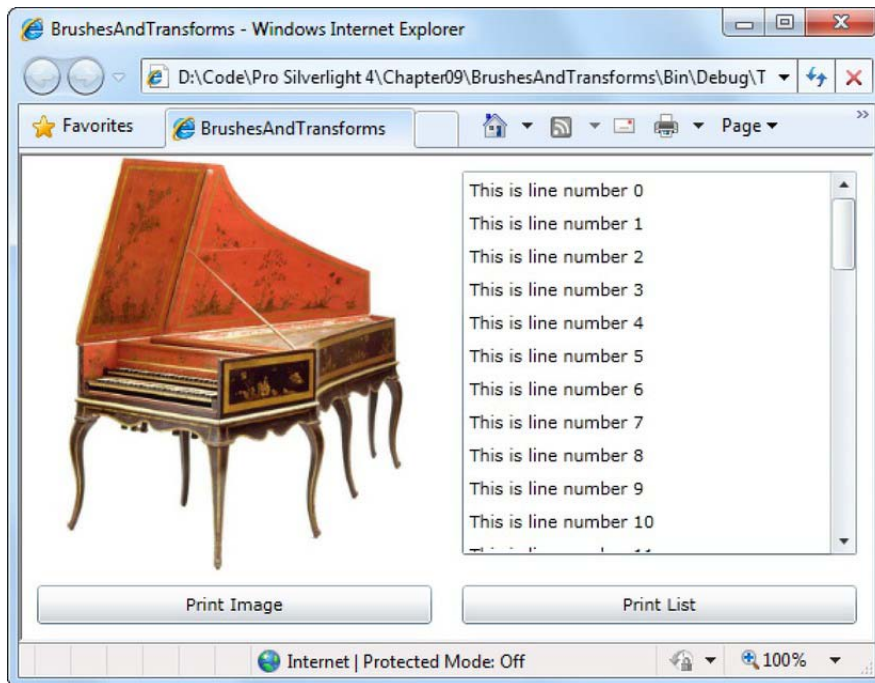 BrushesAndTransforms - Windows Internet Explorer
D:\Code\Pro Silverlight 4\Chapter09\BrushesAndTransforms\Bin\Debug\T
Favorites
BrushesAndTransforms
Page
This is line number 0
This is line number 1
This is line number 2
This is line number 3
This is line number 4
This is line number 5
This is line number 6
This is line number 7
This is line number 8
This is line number 9
This is line number 10
Print Image
Print List
Internet | Protected Mode: Off
100%